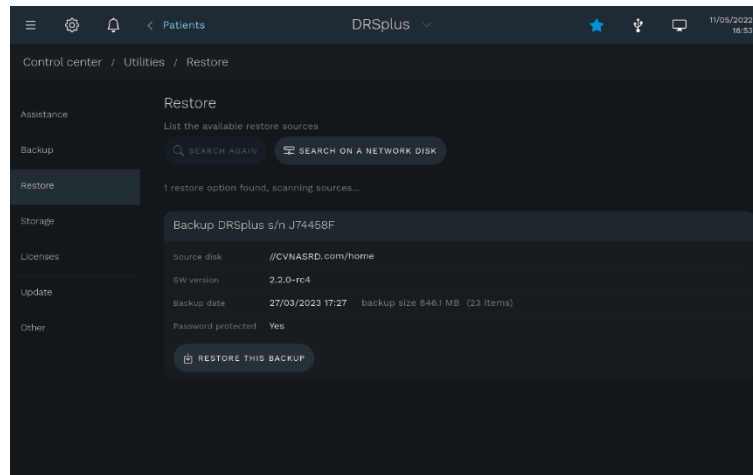 Patients DRSplus 11/05/2022
16:53
Control center / Utilities / Restore
Assistance
Backup
Restore
Storage
Licenses
Update
Other
Restore
List the available restore sources
SEARCH AGAIN SEARCH ON A NETWORK DISK
1 restore option found, scanning sources...
Backup DRSplus s/n J74458F
Source disk //CVNASRD.com/home
SW version 2.2.0-rc4
Backup date 27/03/2023 17:27 backup size 846.1 MB (23 items)
Password protected Yes
RESTORE THIS BACKUP